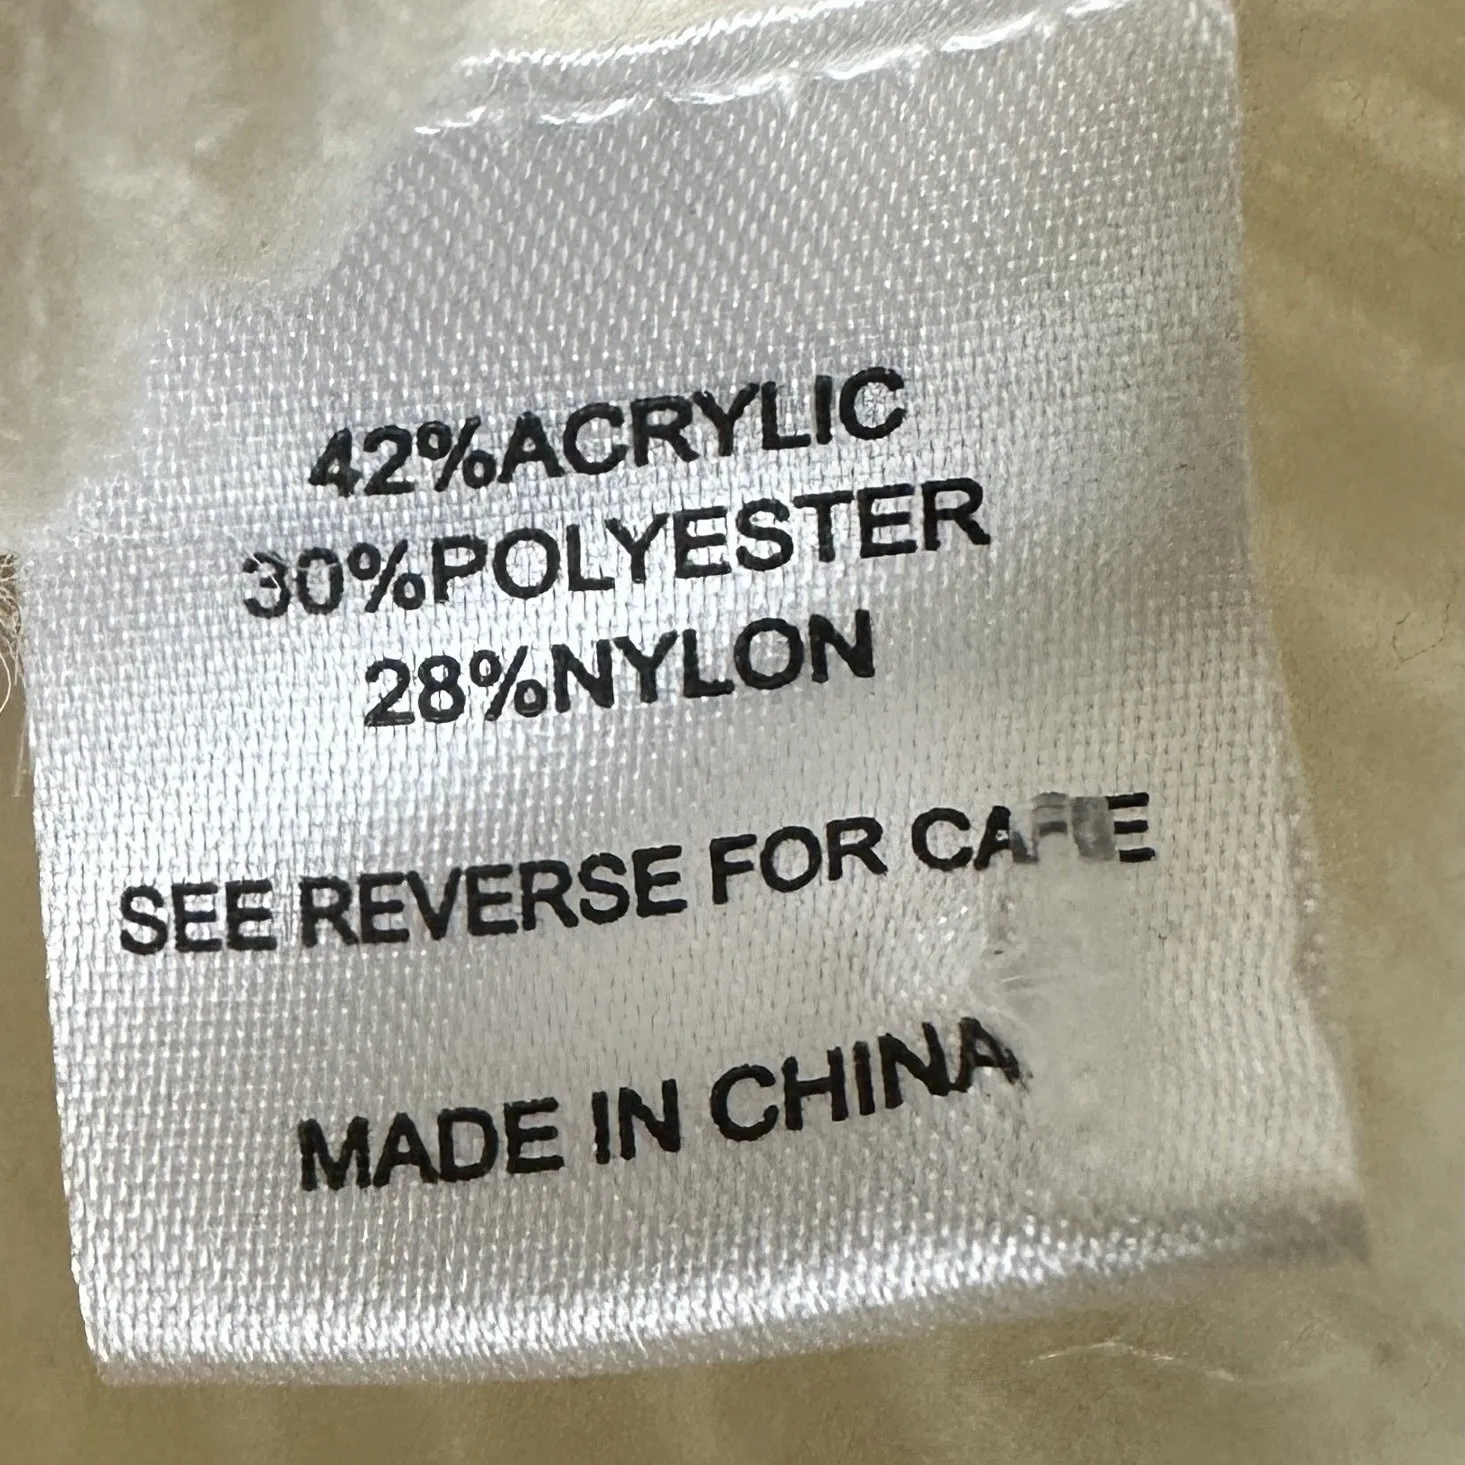 42%ACRYLIC
30%POLYESTER
28%NYLON
SEE REVERSE FOR CARE
MADE IN CHINA